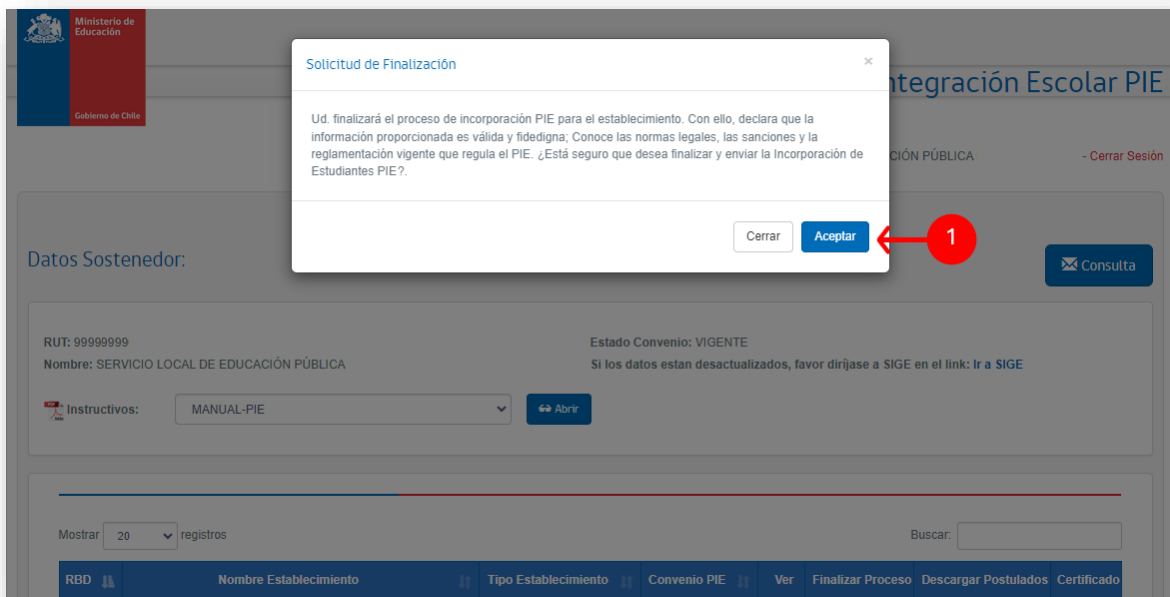 Ministerio de
Educación
Gobierno de Chile
ntegración Escolar PIE
CIÓN PÚBLICA
- Cerrar Sesión
Solicitud de Finalización
×
Ud. finalizará el proceso de incorporación PIE para el establecimiento. Con ello, declara que la
información proporcionada es válida y fidedigna; Conoce las normas legales, las sanciones y la
reglamentación vigente que regula el PIE. ¿Está seguro que desea finalizar y enviar la Incorporación de
Estudiantes PIE?.
Cerrar
Aceptar
1
Datos Sostenedor:
Consulta
RUT: 99999999
Estado Convenio: VIGENTE
Nombre: SERVICIO LOCAL DE EDUCACIÓN PÚBLICA
Si los datos estan desactualizados, favor diríjase a SIGE en el link: Ir a SIGE
Instructivos:
MANUAL-PIE
Abrir
Mostrar 20 registros
Buscar:
RBD Nombre Establecimiento Tipo Establecimiento Convenio PIE Ver Finalizar Proceso Descargar Postulados Certificado